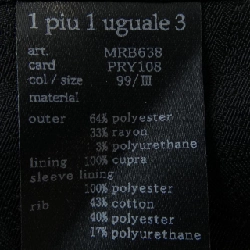 1 piu 1 uguale 3
art. MRB638
card PRY108
col / size 99/III
material
outer 64% polyester
33% rayon
3% polyurethane
lining 100% cupra
sleeve lining
100% polyester
rib 43% cotton
40% polyester
17% polyurethane